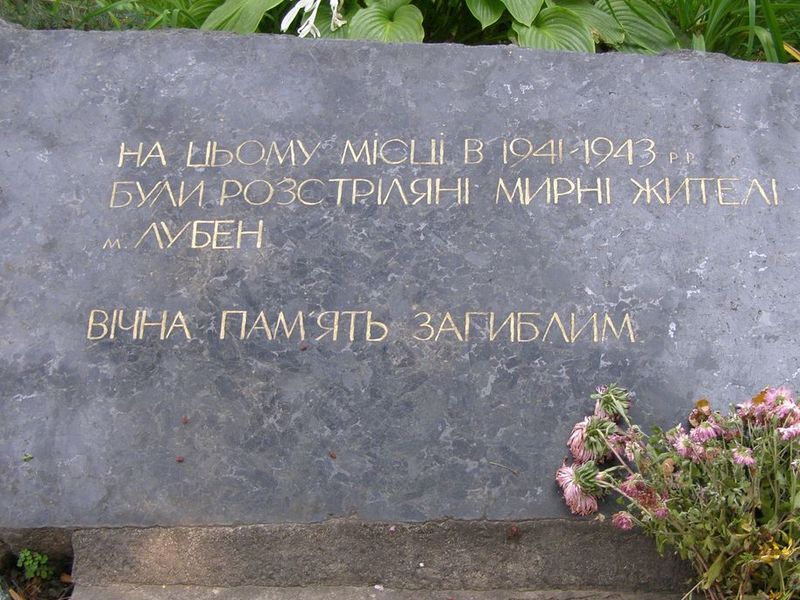 НА ЦЬОМУ МІСЦІ В 1941-1943 Р.Р.
БУЛИ РОЗСТРІЛЯНІ МИРНІ ЖИТЕЛІ
м. ЛУБЕН
ВІЧНА ПАМ'ЯТЬ ЗАГИБЛИМ